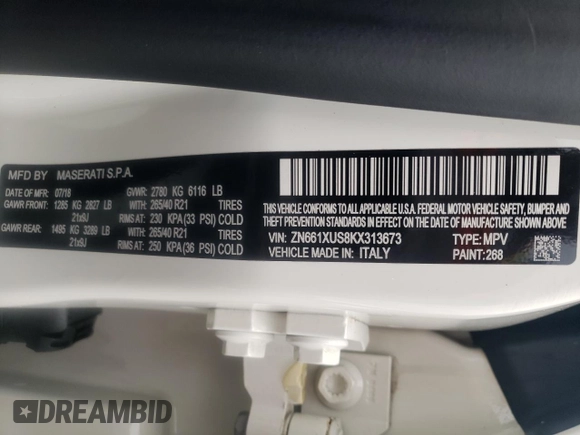 MFD BY MASERATI S.P.A.
DATE OF MFR: 07/18 GVWR: 2780 KG 6116 LB
GAWR FRONT: 1285 KG 2827 LB WITH = 265/40 R21 TIRES
21x9J RIMS AT= 230 KPA (33 PSI) COLD
GAWR REAR: 1495 KG 3289 LB WITH = 265/40 R21 TIRES
21x9J RIMS AT= 250 KPA (36 PSI) COLD
THIS VEHICLE CONFORMS TO ALL APPLICABLE U.S.A. FEDERAL MOTOR VEHICLE SAFETY, BUMPER AND
THEFT PREVENTION STANDARDS IN EFFECT ON THE DATE OF MANUFACTURE SHOWN ABOVE.
VIN: ZN661XUS8KX313673 TYPE: MPV
VEHICLE MADE IN: ITALY PAINT:268
DREAMBID